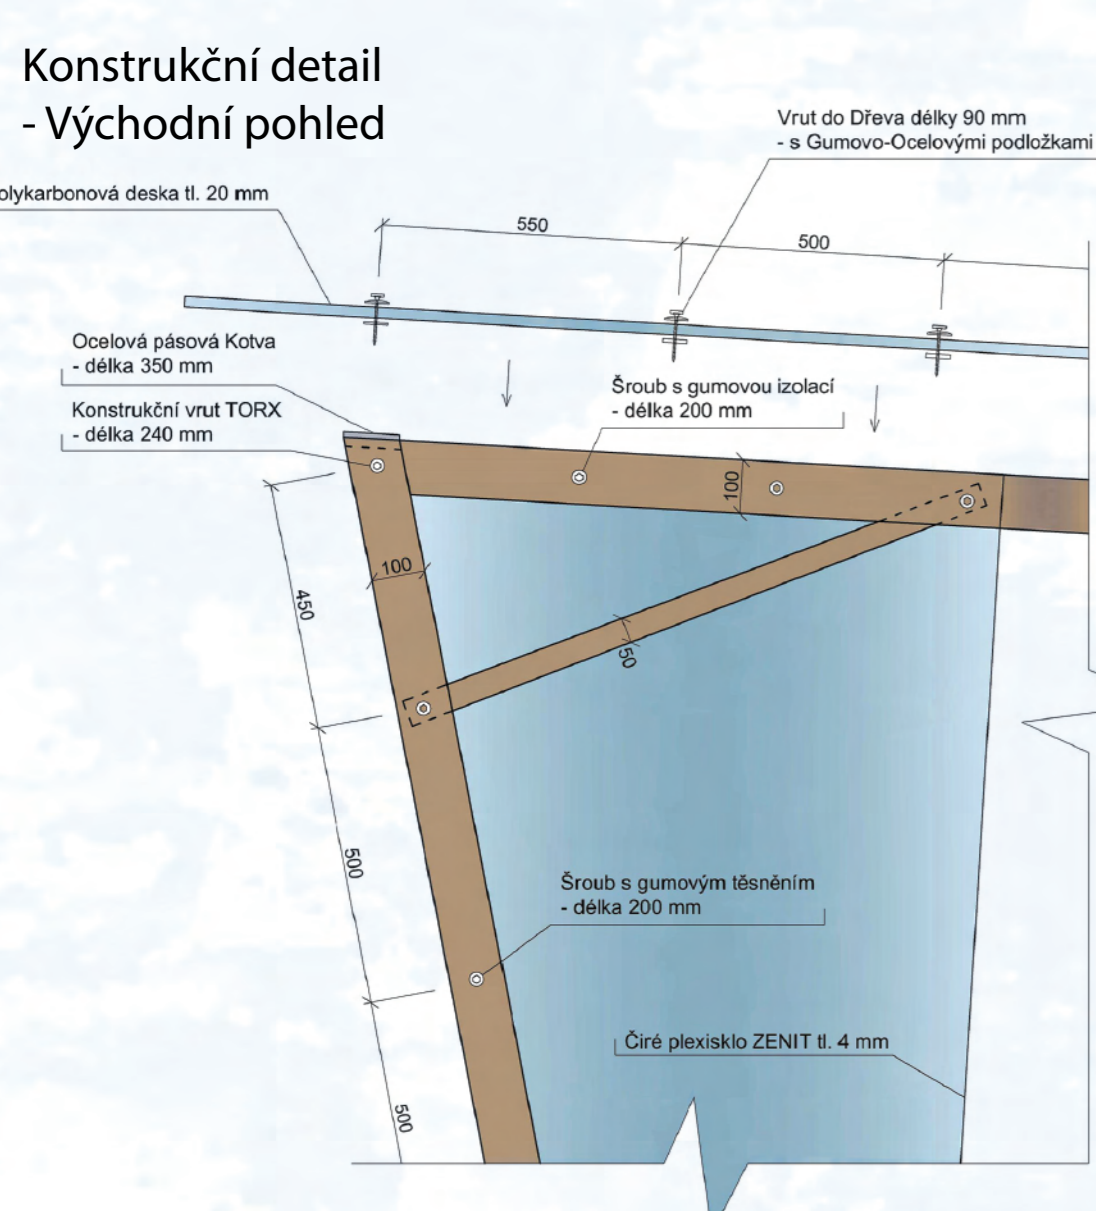 Konstrukční detail
- Východní pohled
Vrut do Dřeva délky 90 mm
- s Gumovo-Ocelovými podložkami
olykarbonová deska tl. 20 mm
550
500
Ocelová pásová Kotva
- délka 350 mm
Konstrukční vrut TORX
- délka 240 mm
Šroub s gumovou izolací
- délka 200 mm
100
100
450
50
500
Šroub s gumovým těsněním
- délka 200 mm
Čiré plexisklo ZENIT tl. 4 mm
500